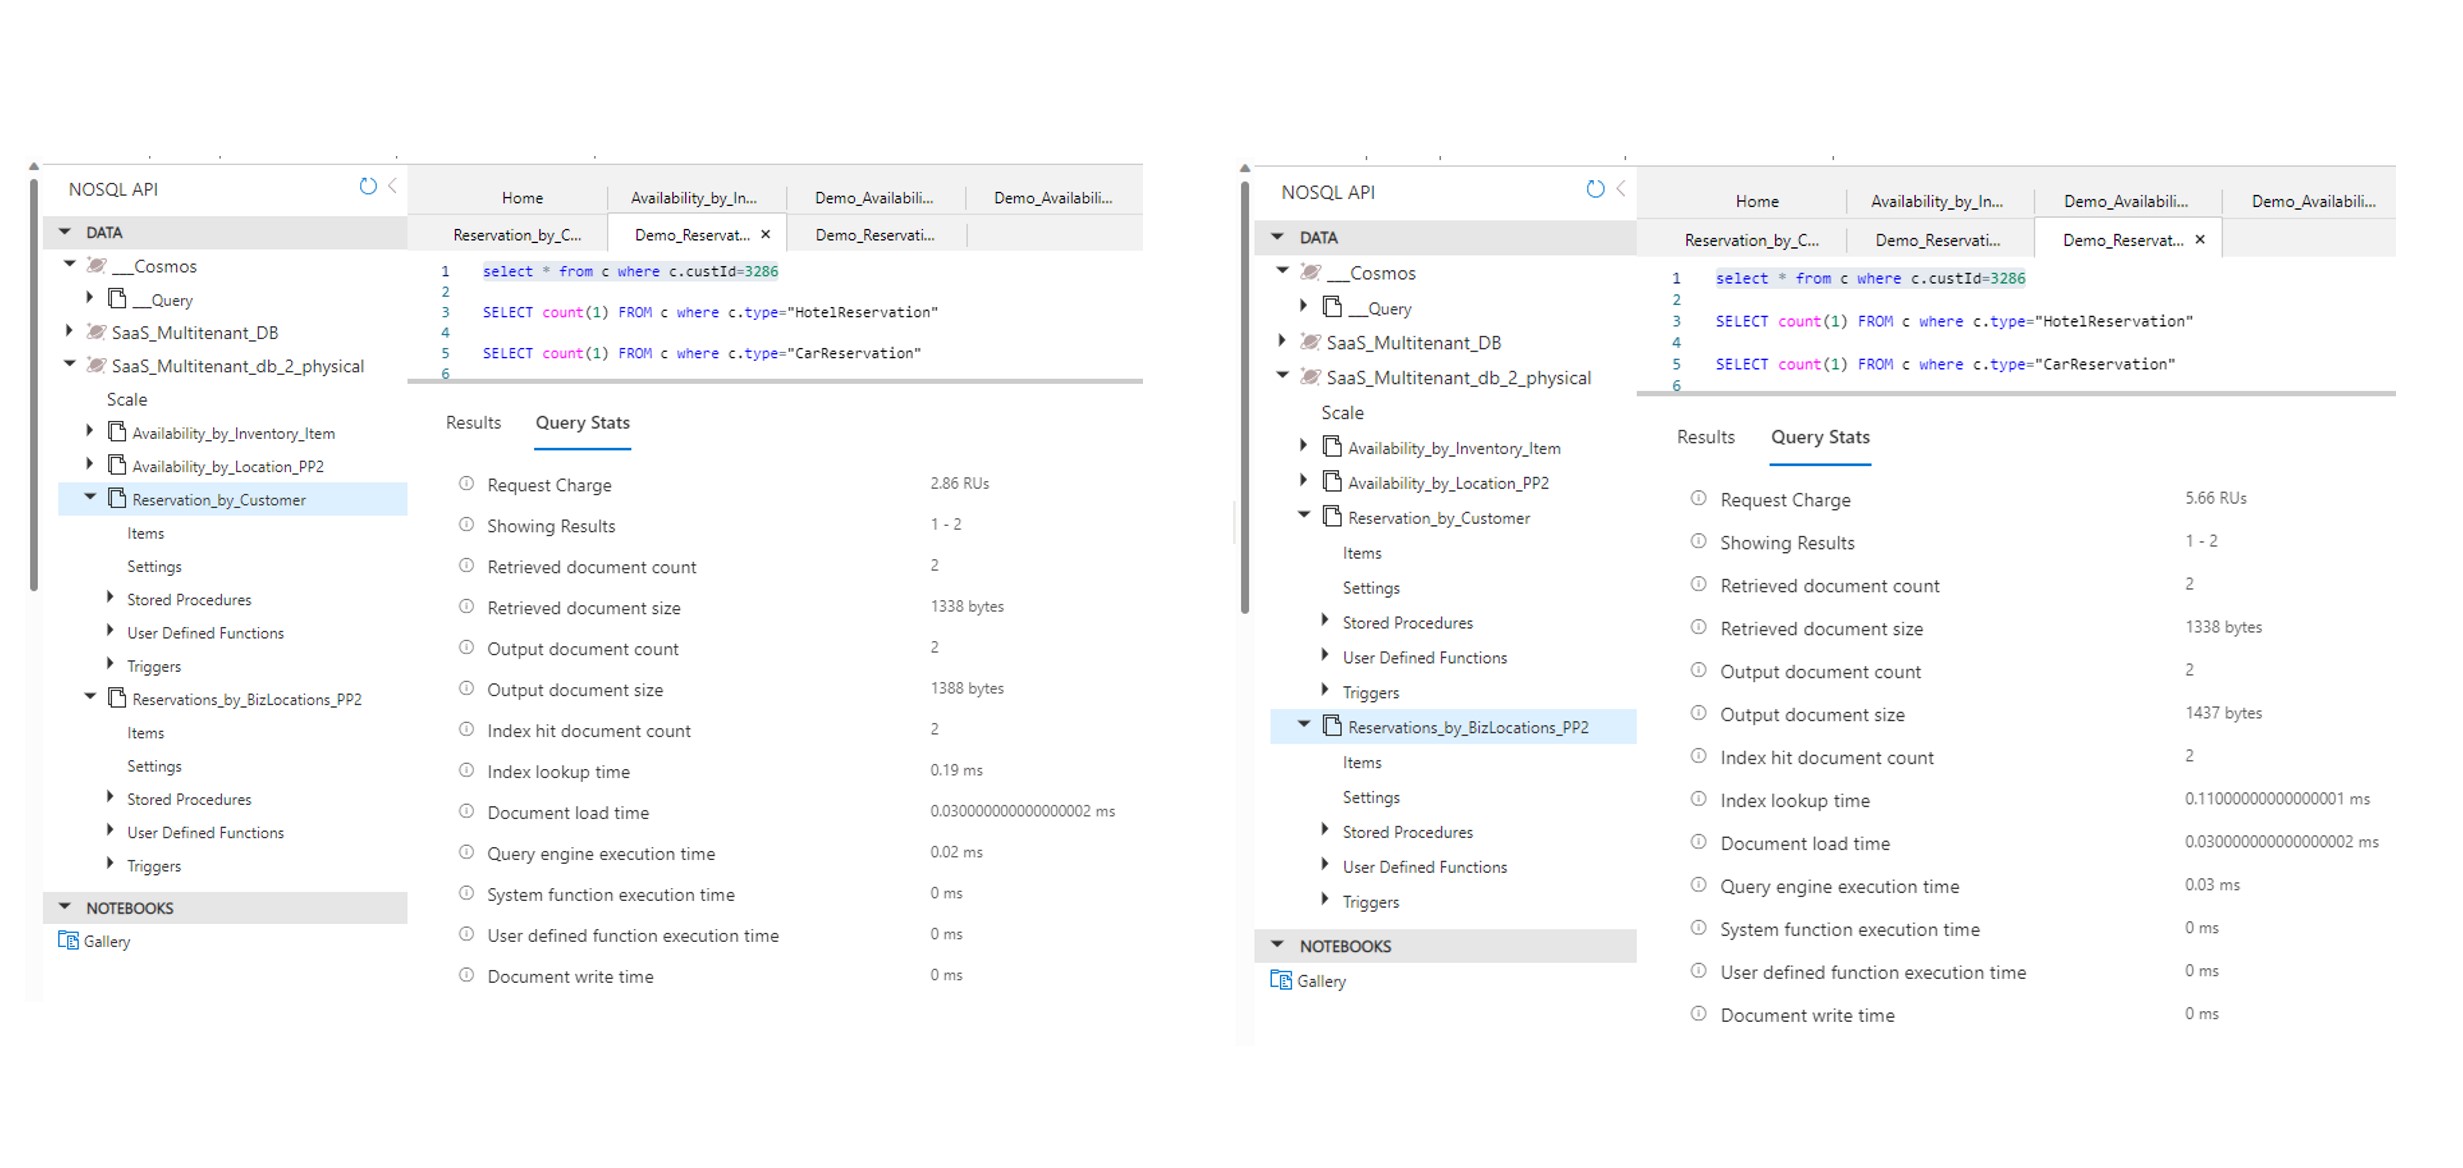 NOSQL API
DATA
___Cosmos
__Query
SaaS_Multitenant_DB
SaaS_Multitenant_db_2_physical
Scale
Availability_by_Inventory_Item
Availability_by_Location_PP2
Reservation_by_Customer
Items
Settings
Stored Procedures
User Defined Functions
Triggers
Reservations_by_BizLocations_PP2
Items
Settings
Stored Procedures
User Defined Functions
Triggers
NOTEBOOKS
Gallery
Home Availability_by_In... Demo_Availabili... Demo_Availabili...
Reservation_by_C... Demo_Reservat... × Demo_Reservati...
1 select * from c where c.custId=3286
2
3 SELECT count(1) FROM c where c.type="HotelReservation"
4
5 SELECT count(1) FROM c where c.type="CarReservation"
6
Results Query Stats
Request Charge 2.86 RUs
Showing Results 1 - 2
Retrieved document count 2
Retrieved document size 1338 bytes
Output document count 2
Output document size 1388 bytes
Index hit document count 2
Index lookup time 0.19 ms
Document load time 0.030000000000000002 ms
Query engine execution time 0.02 ms
System function execution time 0 ms
User defined function execution time 0 ms
Document write time 0 ms
NOSQL API
DATA
___Cosmos
__Query
SaaS_Multitenant_DB
SaaS_Multitenant_db_2_physical
Scale
Availability_by_Inventory_Item
Availability_by_Location_PP2
Reservation_by_Customer
Items
Settings
Stored Procedures
User Defined Functions
Triggers
Reservations_by_BizLocations_PP2
Items
Settings
Stored Procedures
User Defined Functions
Triggers
NOTEBOOKS
Gallery
Home Availability_by_In... Demo_Availabili... Demo_Availabili...
Reservation_by_C... Demo_Reservati... Demo_Reservat... ×
1 select * from c where c.custId=3286
2
3 SELECT count(1) FROM c where c.type="HotelReservation"
4
5 SELECT count(1) FROM c where c.type="CarReservation"
6
Results Query Stats
Request Charge 5.66 RUs
Showing Results 1 - 2
Retrieved document count 2
Retrieved document size 1338 bytes
Output document count 2
Output document size 1437 bytes
Index hit document count 2
Index lookup time 0.11000000000000001 ms
Document load time 0.030000000000000002 ms
Query engine execution time 0.03 ms
System function execution time 0 ms
User defined function execution time 0 ms
Document write time 0 ms